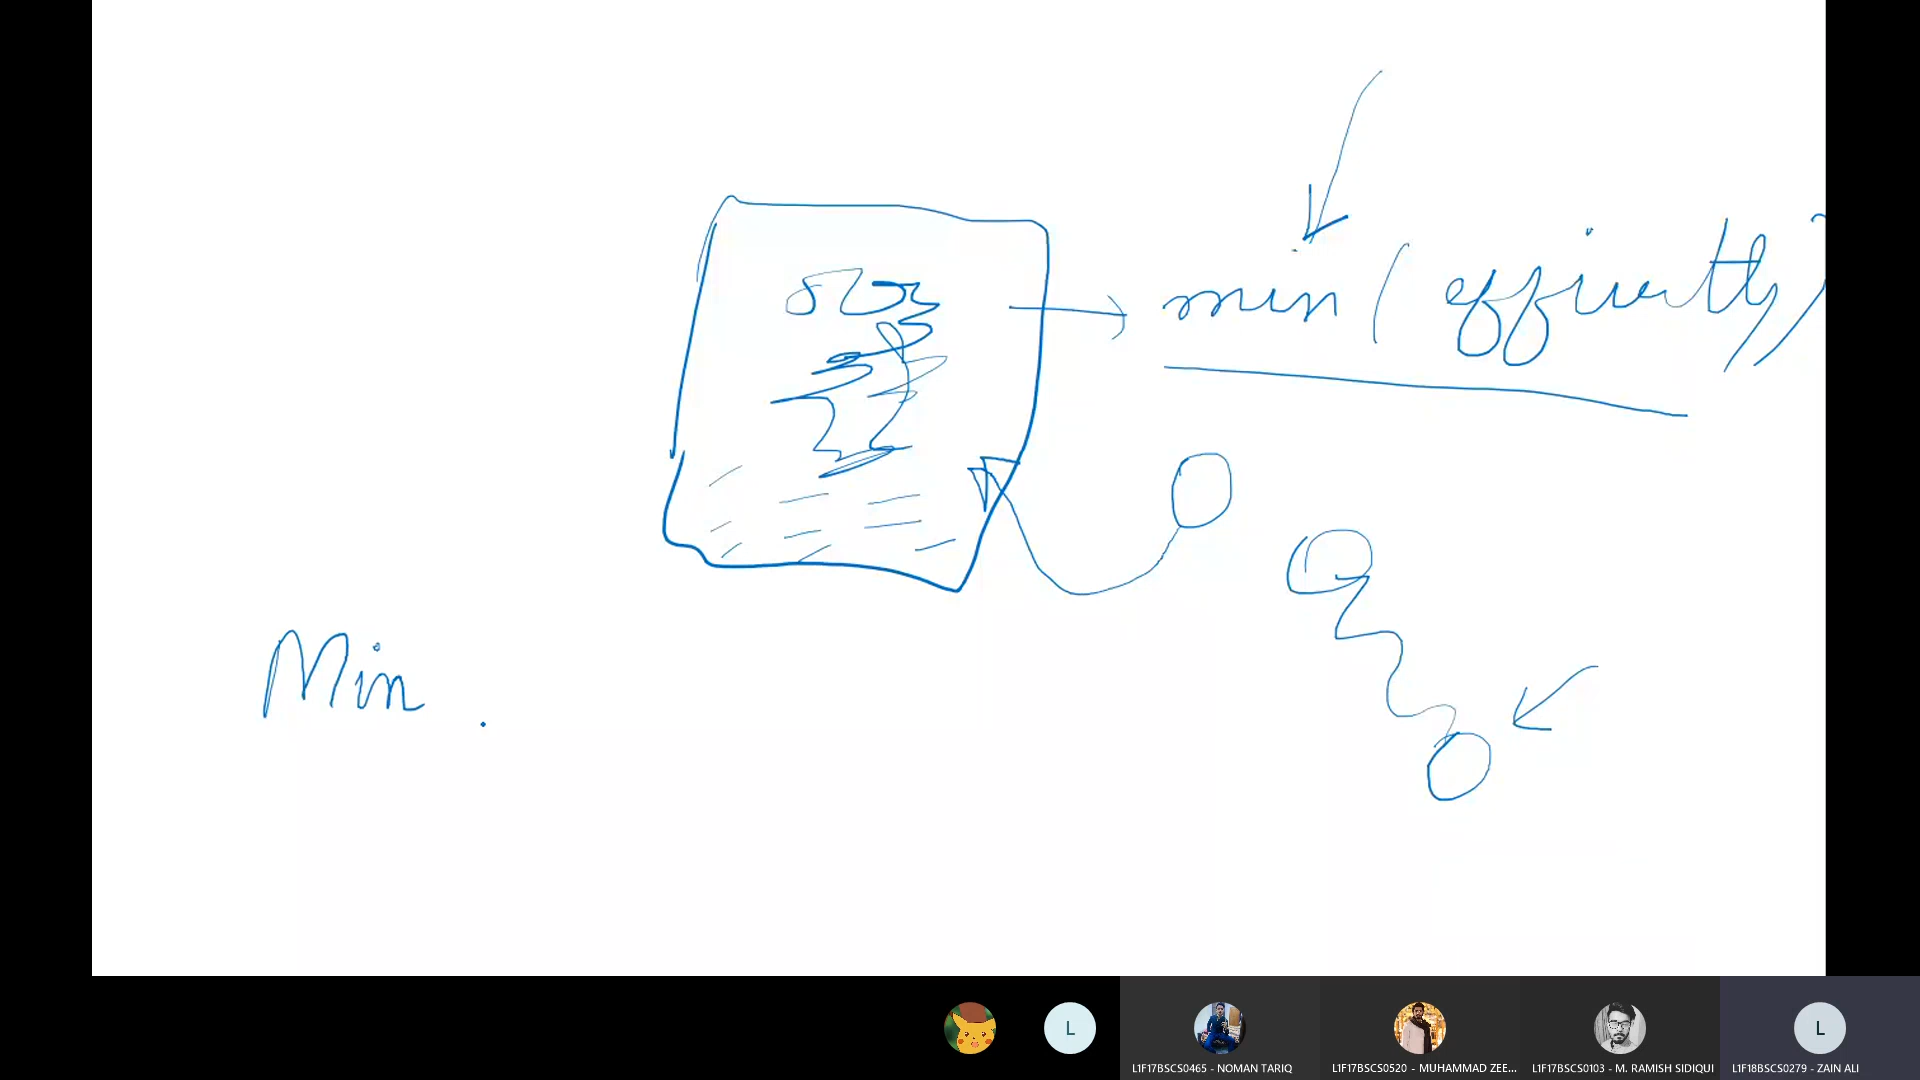 min ( efficiently )
Min .
L
L
L1F17BSCS0465 - NOMAN TARIQ
L1F17BSCS0520 - MUHAMMAD ZEE...
L1F17BSCS0103 - M. RAMISH SIDIQUI
L1F18BSCS0279 - ZAIN ALI